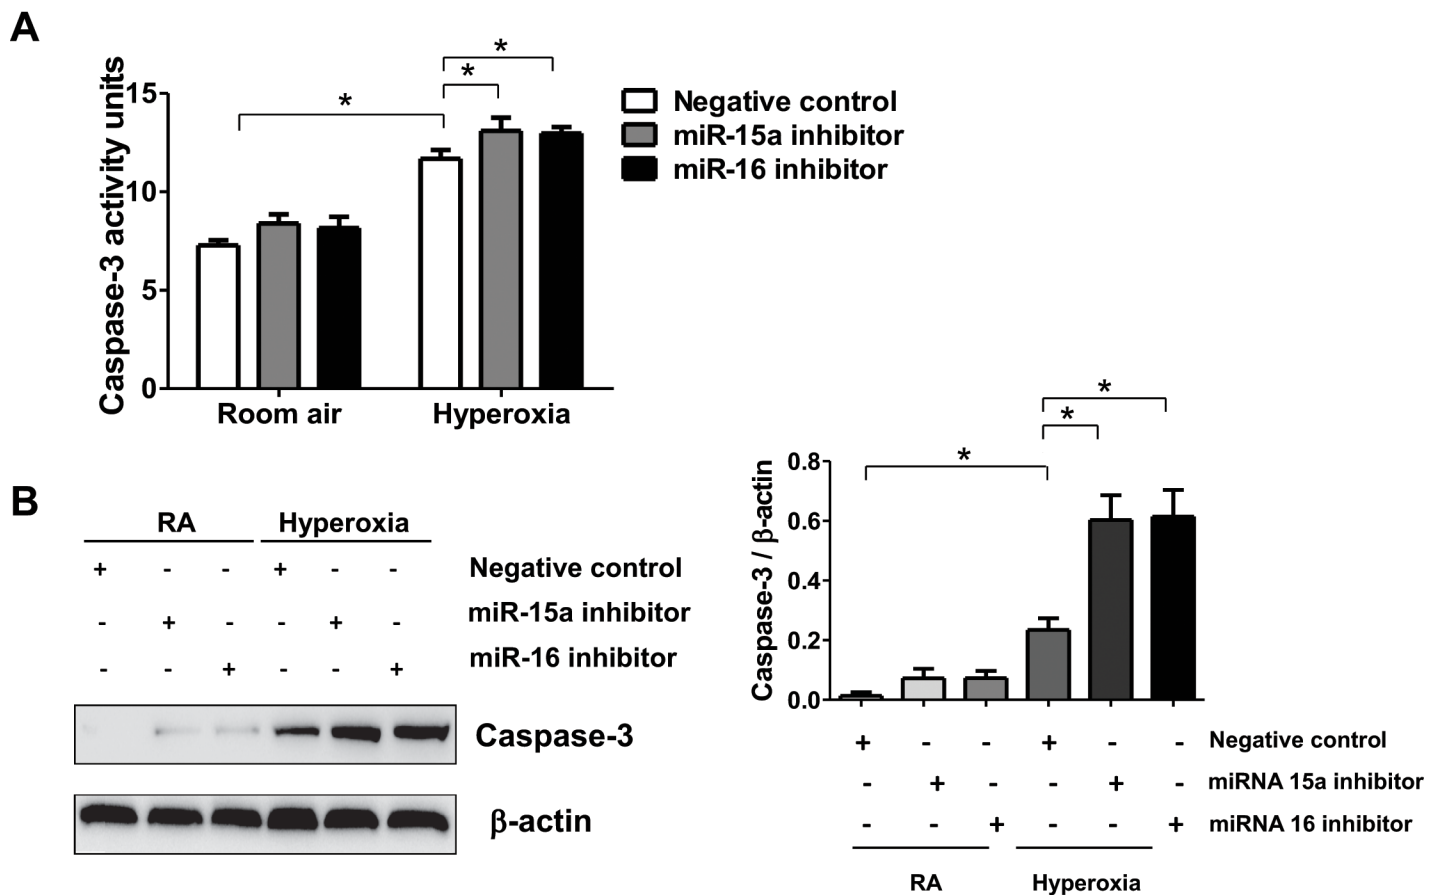 A
*
*
*
Caspase-3 activity units
15
10
5
0
Negative control
miR-15a inhibitor
miR-16 inhibitor
Room air Hyperoxia
B
RA Hyperoxia
+ - - + - - Negative control
- + - - + - miR-15a inhibitor
- - + - - + miR-16 inhibitor
Caspase-3
β-actin
*
*
*
Caspase-3 / β-actin
0.8
0.6
0.4
0.2
0.0
+ - - + - - Negative control
- + - - + - miRNA 15a inhibitor
- - + - - + miRNA 16 inhibitor
RA Hyperoxia